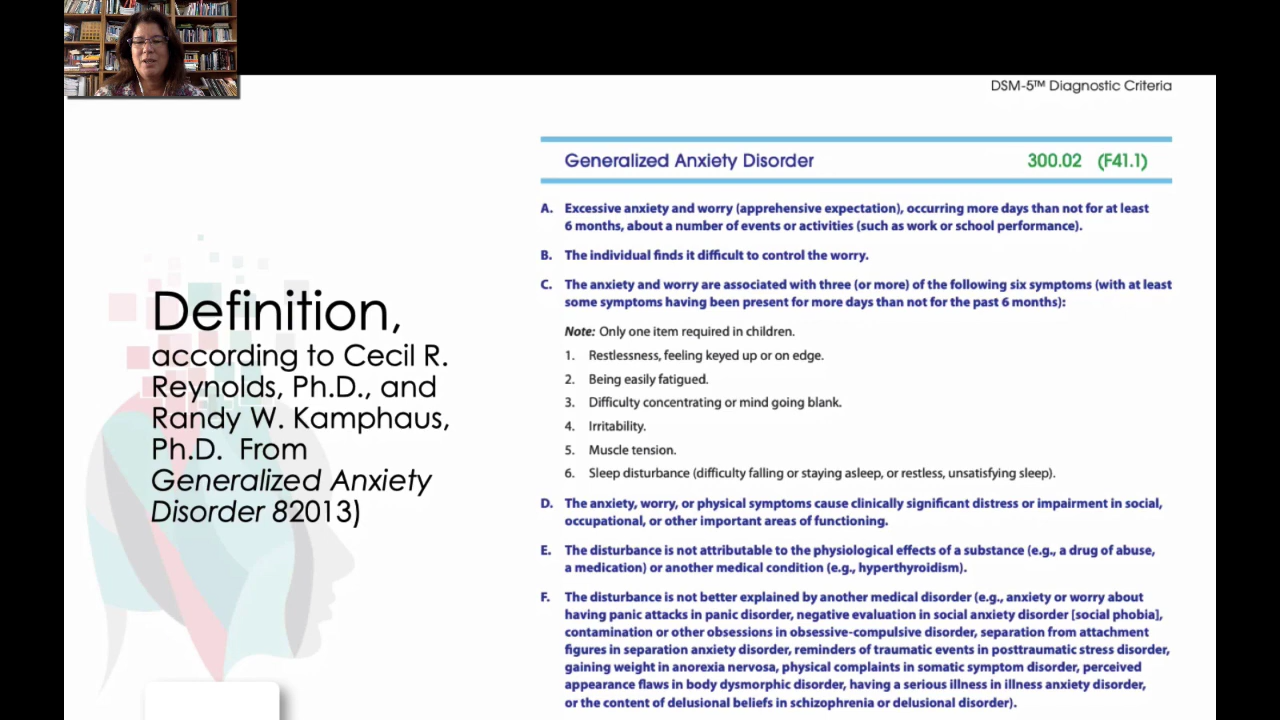 DSM-5™ Diagnostic Criteria
Definition,
according to Cecil R.
Reynolds, Ph.D., and
Randy W. Kamphaus,
Ph.D. From
Generalized Anxiety
Disorder 82013)
Generalized Anxiety Disorder 300.02 (F41.1)
A. Excessive anxiety and worry (apprehensive expectation), occurring more days than not for at least
6 months, about a number of events or activities (such as work or school performance).
B. The individual finds it difficult to control the worry.
C. The anxiety and worry are associated with three (or more) of the following six symptoms (with at least
some symptoms having been present for more days than not for the past 6 months):
Note: Only one item required in children.
1. Restlessness, feeling keyed up or on edge.
2. Being easily fatigued.
3. Difficulty concentrating or mind going blank.
4. Irritability.
5. Muscle tension.
6. Sleep disturbance (difficulty falling or staying asleep, or restless, unsatisfying sleep).
D. The anxiety, worry, or physical symptoms cause clinically significant distress or impairment in social,
occupational, or other important areas of functioning.
E. The disturbance is not attributable to the physiological effects of a substance (e.g., a drug of abuse,
a medication) or another medical condition (e.g., hyperthyroidism).
F. The disturbance is not better explained by another medical disorder (e.g., anxiety or worry about
having panic attacks in panic disorder, negative evaluation in social anxiety disorder [social phobia],
contamination or other obsessions in obsessive-compulsive disorder, separation from attachment
figures in separation anxiety disorder, reminders of traumatic events in posttraumatic stress disorder,
gaining weight in anorexia nervosa, physical complaints in somatic symptom disorder, perceived
appearance flaws in body dysmorphic disorder, having a serious illness in illness anxiety disorder,
or the content of delusional beliefs in schizophrenia or delusional disorder).